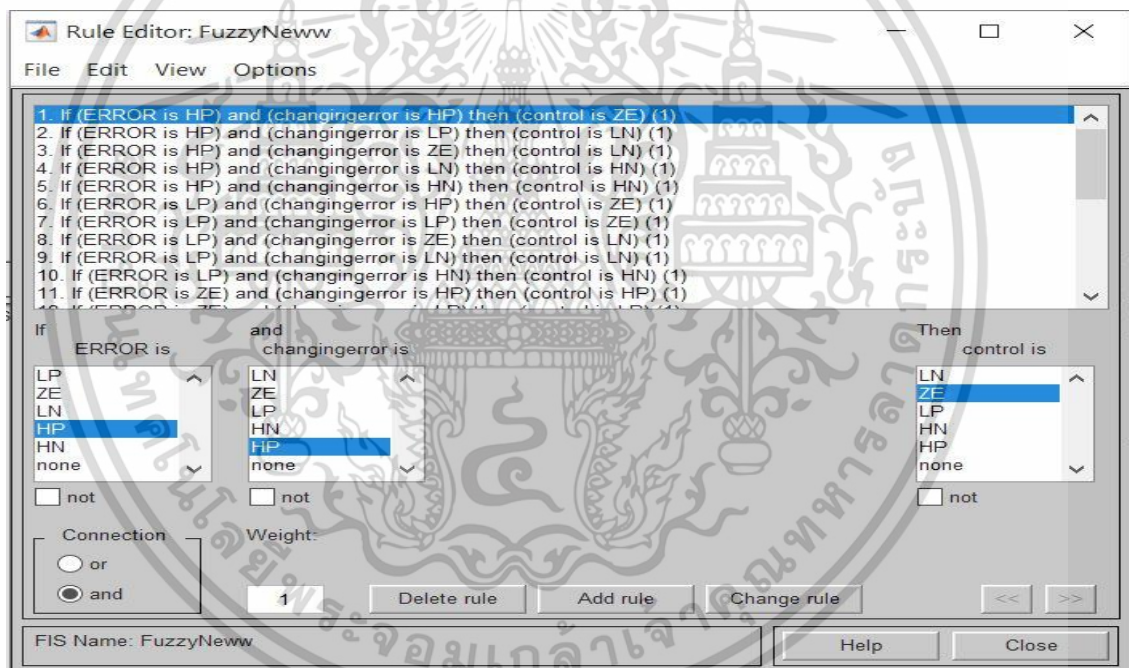 Rule Editor: FuzzyNeww
File Edit View Options
1. If (ERROR is HP) and (changingerror is HP) then (control is ZE) (1)
2. If (ERROR is HP) and (changingerror is LP) then (control is LN) (1)
3. If (ERROR is HP) and (changingerror is ZE) then (control is LN) (1)
4. If (ERROR is HP) and (changingerror is LN) then (control is HN) (1)
5. If (ERROR is HP) and (changingerror is HN) then (control is HN) (1)
6. If (ERROR is LP) and (changingerror is HP) then (control is ZE) (1)
7. If (ERROR is LP) and (changingerror is LP) then (control is ZE) (1)
8. If (ERROR is LP) and (changingerror is ZE) then (control is LN) (1)
9. If (ERROR is LP) and (changingerror is LN) then (control is LN) (1)
10. If (ERROR is LP) and (changingerror is HN) then (control is HN) (1)
11. If (ERROR is ZE) and (changingerror is HP) then (control is HP) (1)
If and Then
ERROR is changingerror is control is
LP LN LN
ZE ZE ZE
LN LP LP
HP HN HN
HN HP HP
none none none
not not not
Connection Weight:
or
and 1 Delete rule Add rule Change rule << >>
FIS Name: FuzzyNeww Help Close